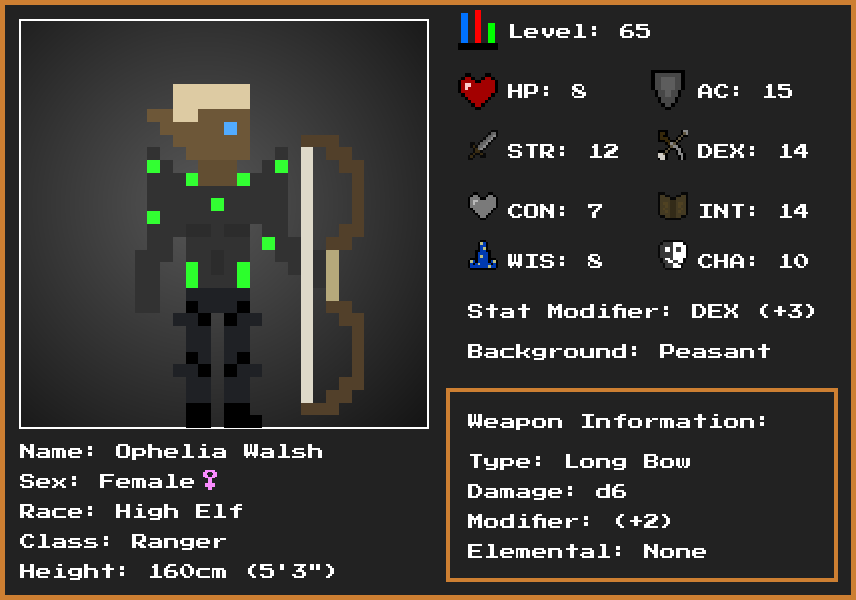 Level: 65
HP: 8
AC: 15
STR: 12
DEX: 14
CON: 7
INT: 14
WIS: 8
CHA: 10
Stat Modifier: DEX (+3)
Background: Peasant
Name: Ophelia Walsh
Sex: Female♀
Race: High Elf
Class: Ranger
Height: 160cm (5'3")
Weapon Information:
Type: Long Bow
Damage: d6
Modifier: (+2)
Elemental: None